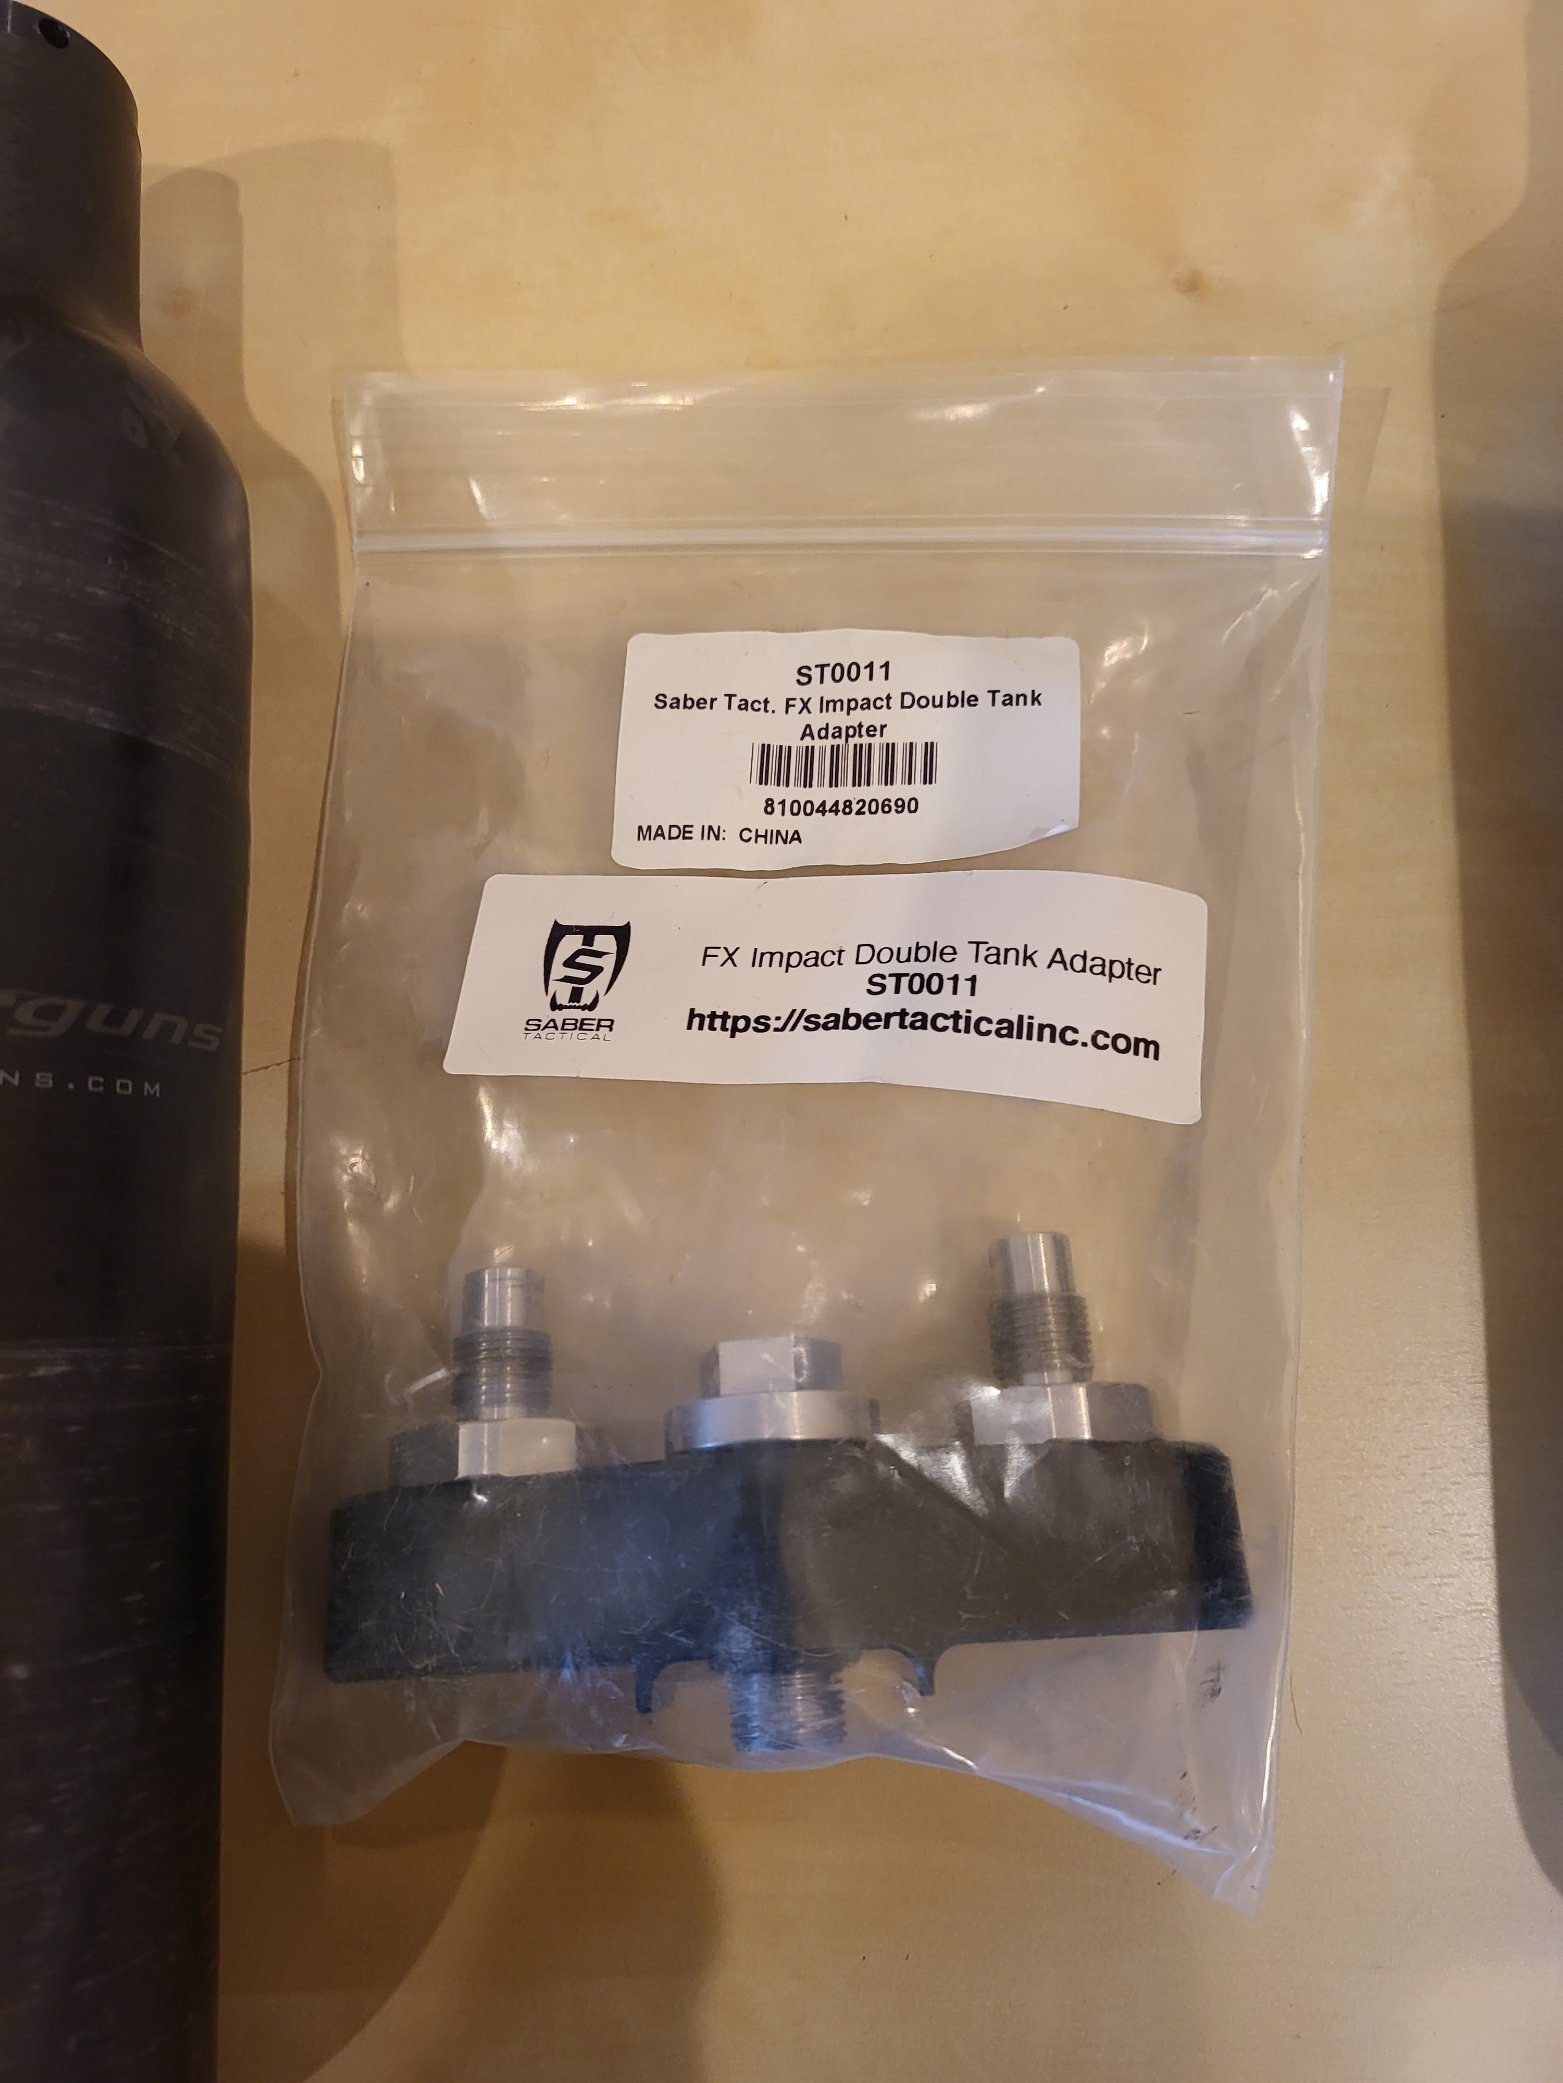 ST0011
Saber Tact. FX Impact Double Tank
Adapter
810044820690
MADE IN: CHINA
FX Impact Double Tank Adapter
ST0011
https://sabertacticalinc.com
TS
SABER
TACTICAL
rguns
NS.COM